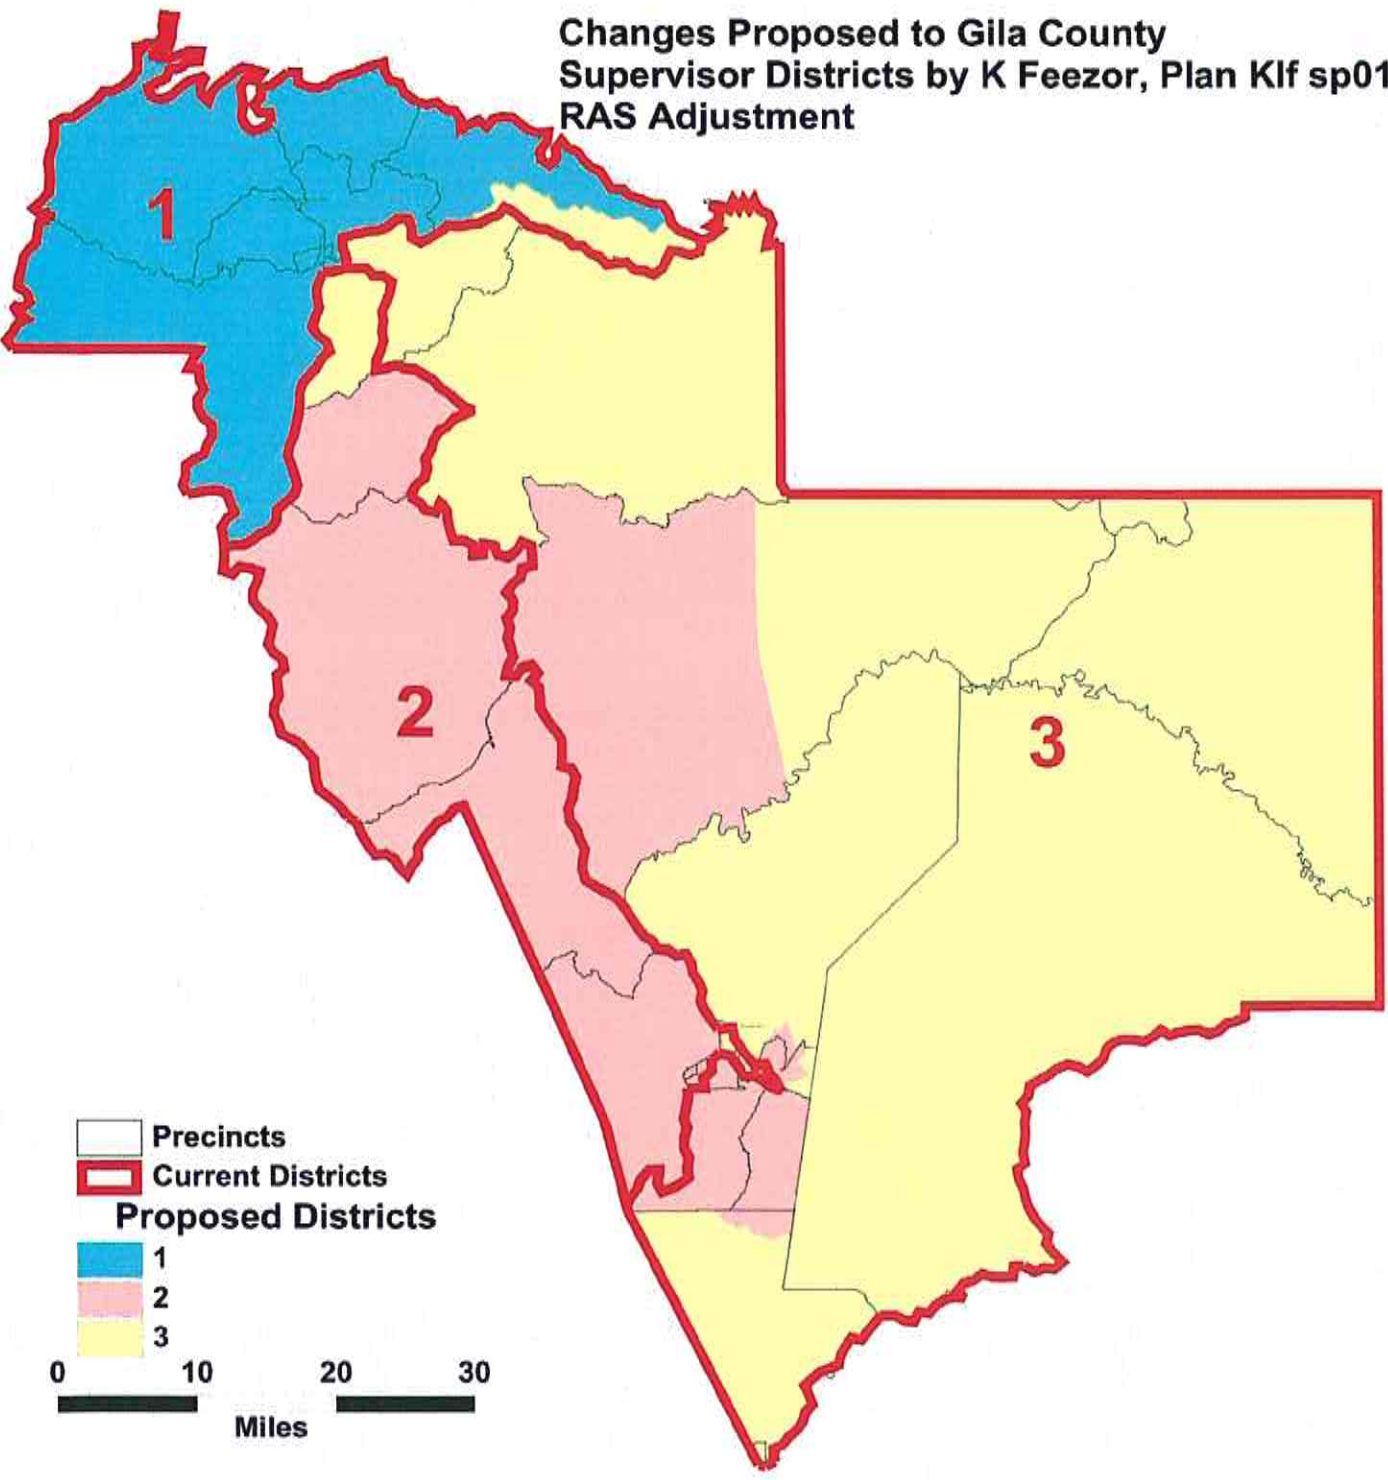 Changes Proposed to Gila County
Supervisor Districts by K Feezor, Plan Klf sp01
RAS Adjustment
1
2
3
Precincts
Current Districts
Proposed Districts
1
2
3
0 10 20 30
Miles